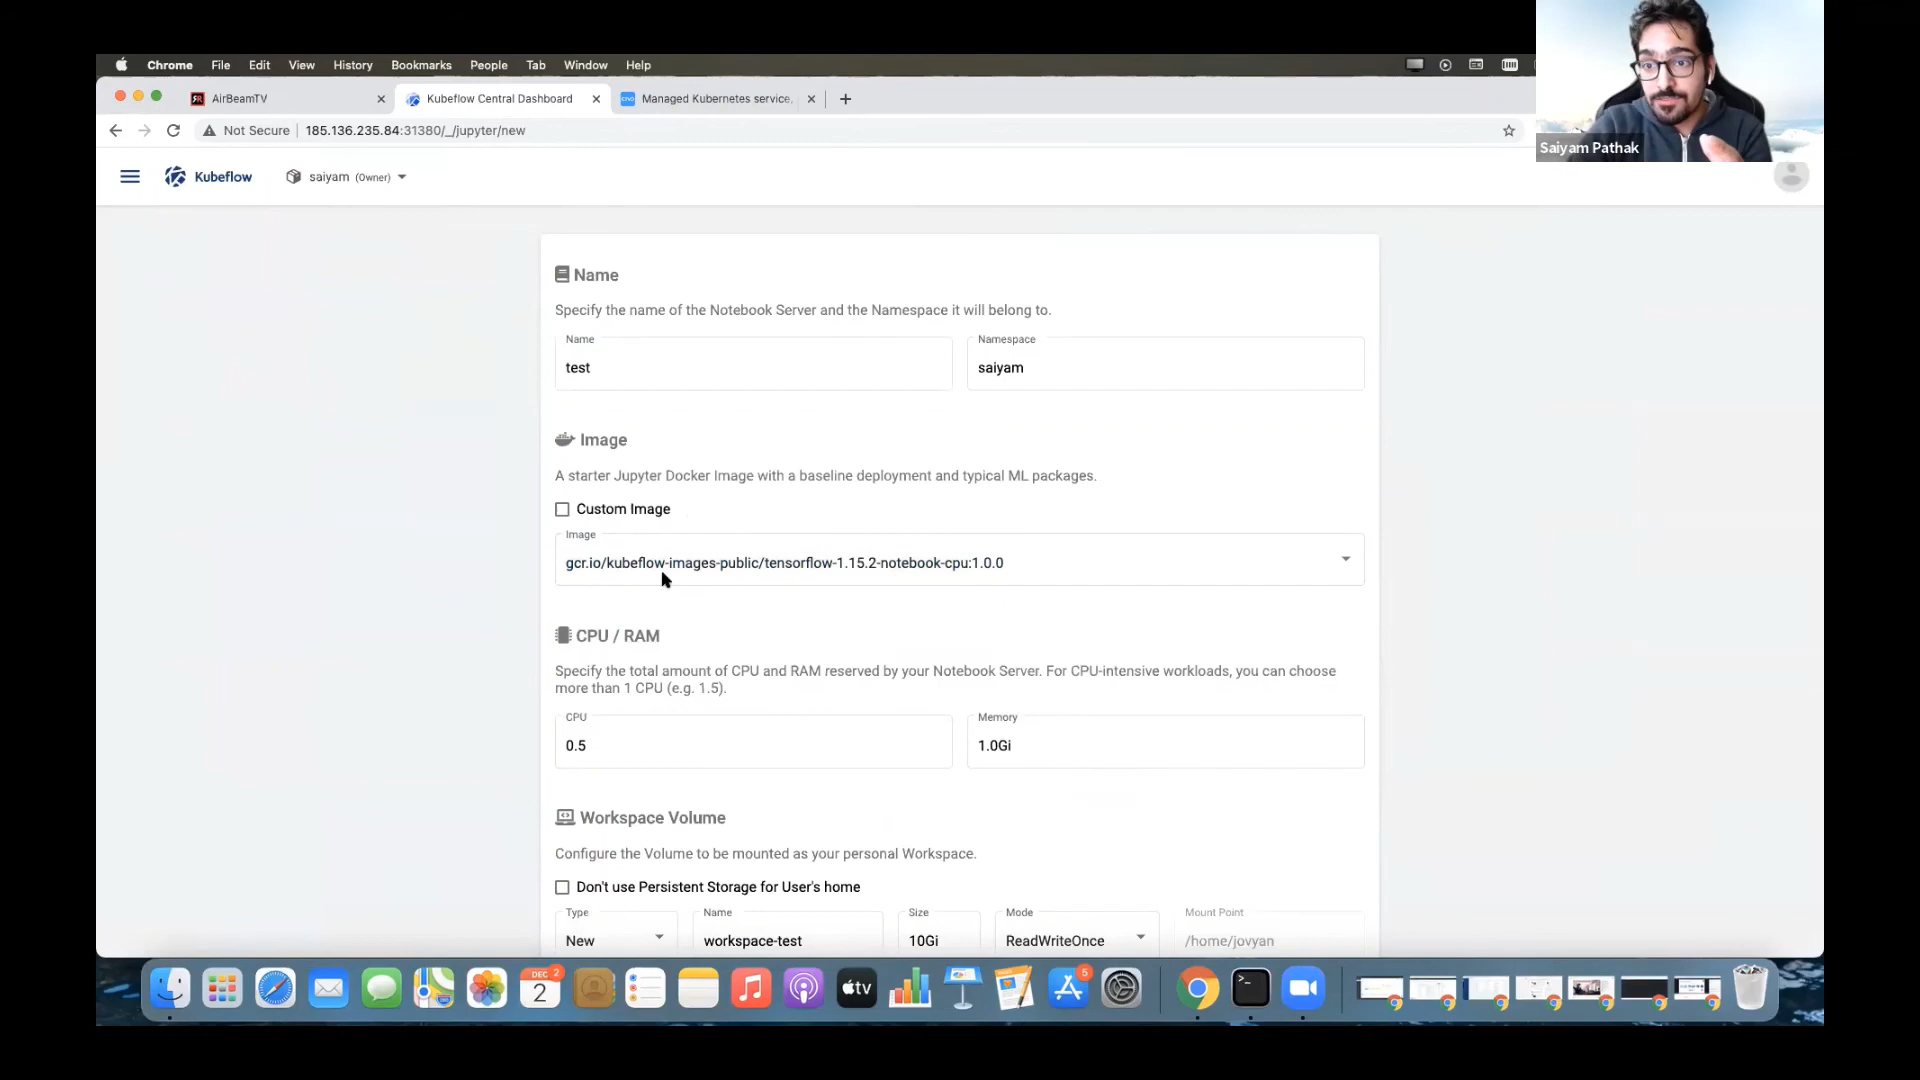 Chrome File Edit View History Bookmarks People Tab Window Help
AirBeamTV Kubeflow Central Dashboard Managed Kubernetes service,
Not Secure 185.136.235.84:31380/_/jupyter/new
Saiyam Pathak
Kubeflow saiyam (Owner)
Name
Specify the name of the Notebook Server and the Namespace it will belong to.
Name Namespace
test saiyam
Image
A starter Jupyter Docker Image with a baseline deployment and typical ML packages.
Custom Image
Image
gcr.io/kubeflow-images-public/tensorflow-1.15.2-notebook-cpu:1.0.0
CPU / RAM
Specify the total amount of CPU and RAM reserved by your Notebook Server. For CPU-intensive workloads, you can choose
more than 1 CPU (e.g. 1.5).
CPU Memory
0.5 1.0Gi
Workspace Volume
Configure the Volume to be mounted as your personal Workspace.
Don't use Persistent Storage for User's home
Type Name Size Mode Mount Point
New workspace-test 10Gi ReadWriteOnce /home/jovyan
DEC 2
2
tv
5